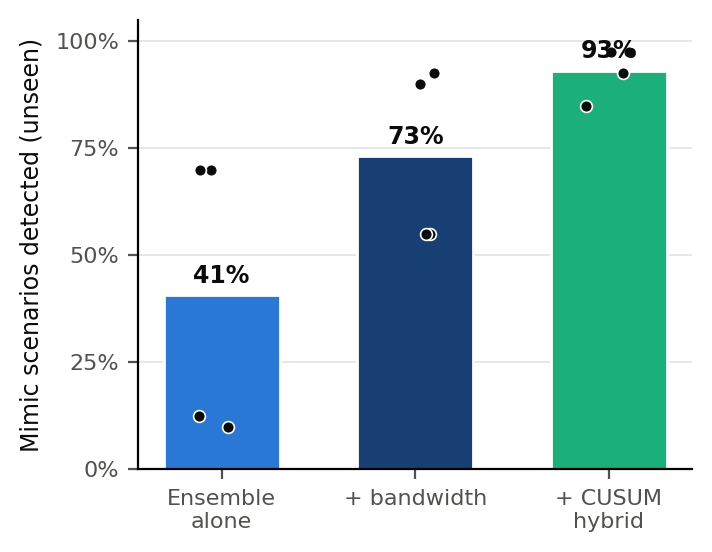 Mimic scenarios detected (unseen)
100%
75%
50%
25%
0%
41%
73%
93%
Ensemble
alone
+ bandwidth
+ CUSUM
hybrid